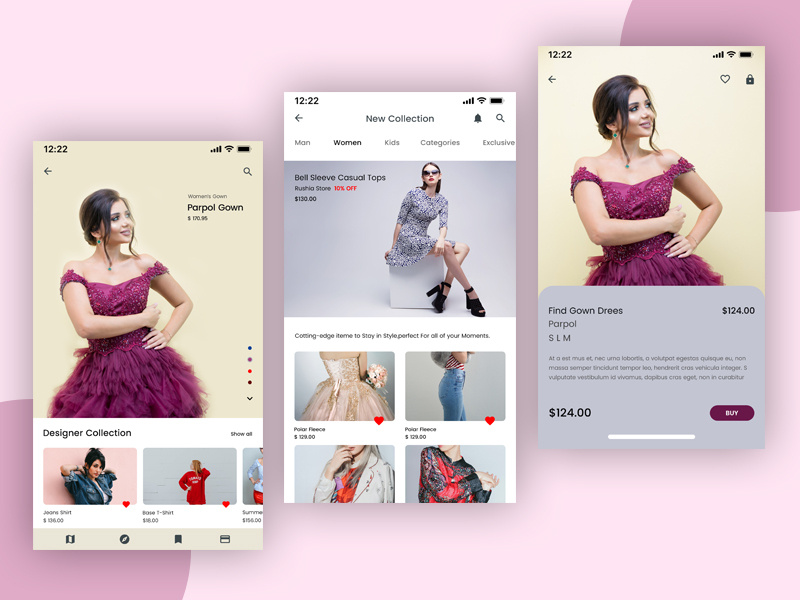 12:22
Women's Gown
Parpol Gown
$ 170.95
Designer Collection
Show all
Jeans Shirt
$ 136.00
Base T-Shirt
$18.00
Summe
$156.00
12:22
New Collection
Man Women Kids Categories Exclusive
Bell Sleeve Casual Tops
Rushia Store 10% OFF
$130.00
Cotting-edge iteme to Stay in Style,perfect For all of your Moments.
Polar Fleece
$ 129.00
Polar Fleece
$ 129.00
12:22
Find Gown Drees $124.00
Parpol
S L M
At a est mus et, nec urna lobortis, a volutpat egestas quisque eu, non
massa semper tincidunt tempor leo, hendrerit cras vehicula integer. S
vulputate vestibulum id vivamus, dapibus cras eget, non in curabitur
$124.00 BUY